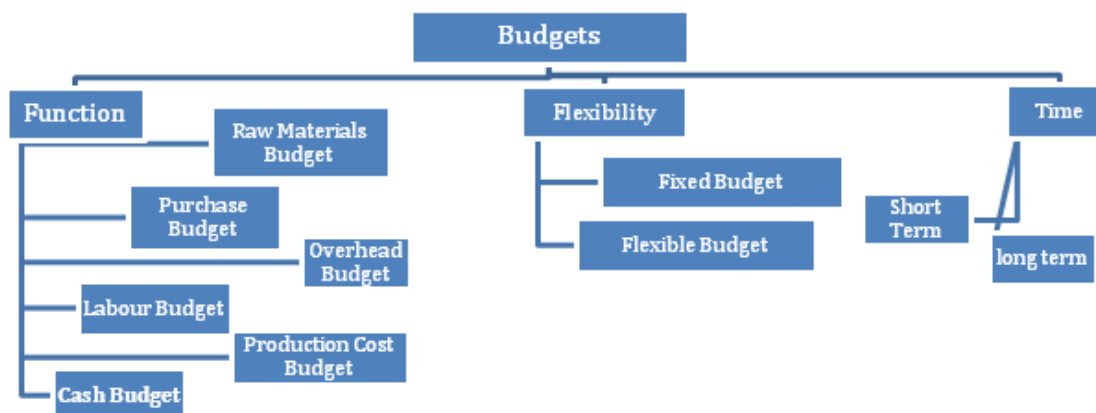 Budgets
Function
Flexibility
Time
Raw Materials
Budget
Purchase
Budget
Overhead
Budget
Labour Budget
Production Cost
Budget
Cash Budget
Fixed Budget
Flexible Budget
Short
Term
long term